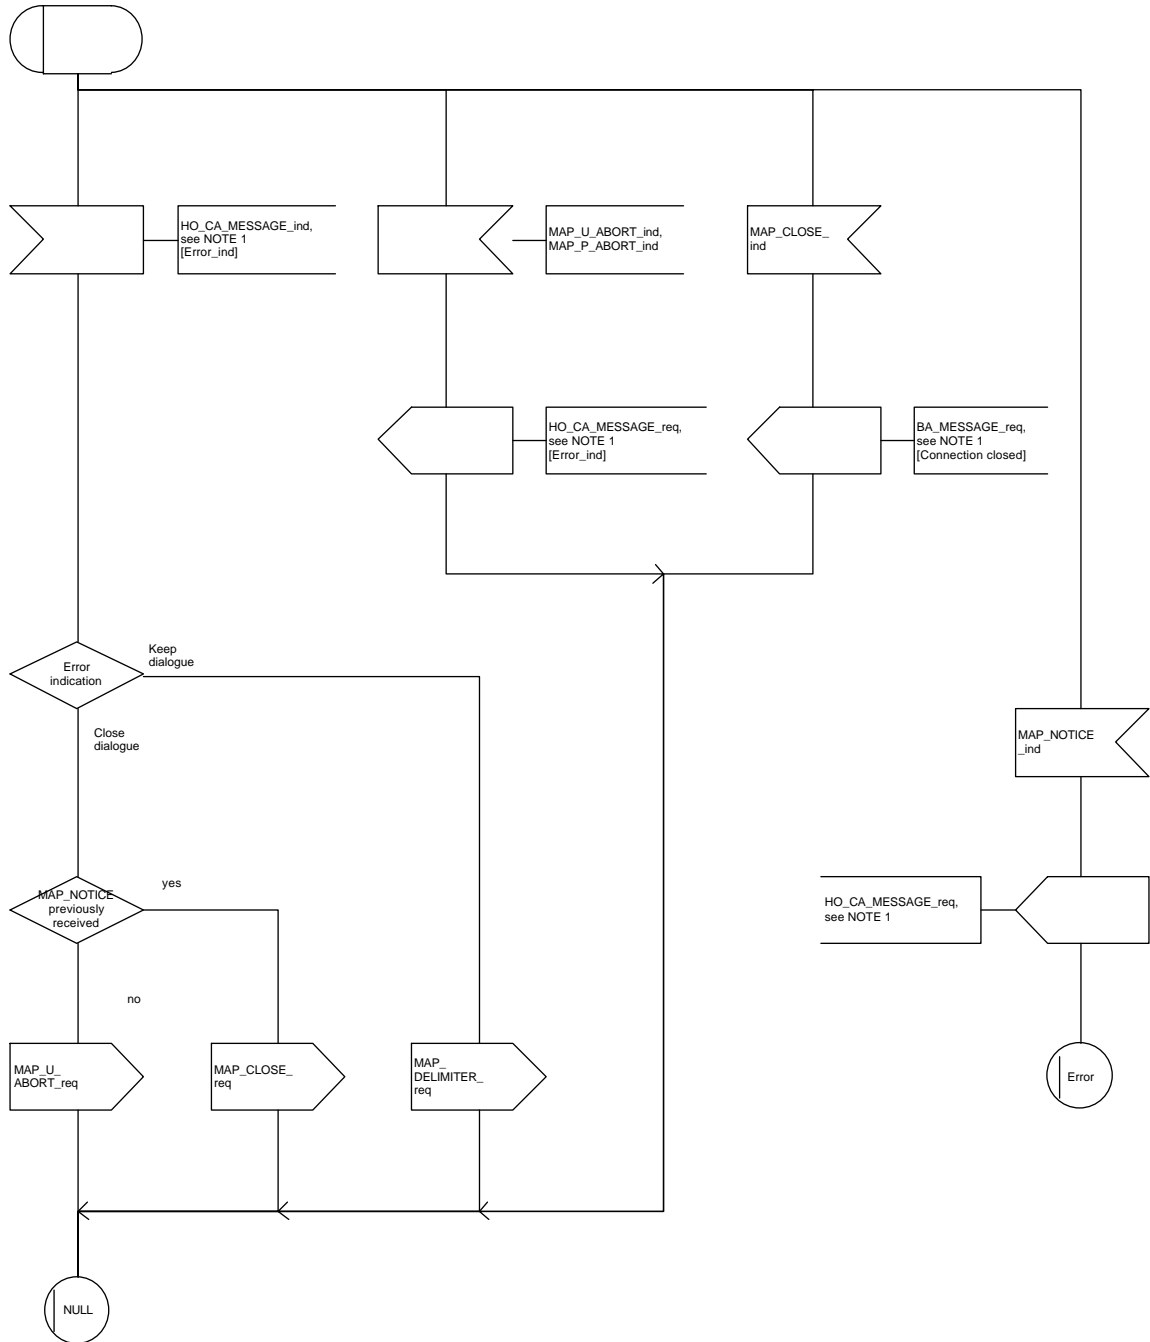 HO_CA_MESSAGE_ind,
see NOTE 1
[Error_ind]
MAP_U_ABORT_ind,
MAP_P_ABORT_ind
MAP_CLOSE_
ind
HO_CA_MESSAGE_req,
see NOTE 1
[Error_ind]
BA_MESSAGE_req,
see NOTE 1
[Connection closed]
Error
indication
Keep
dialogue
Close
dialogue
MAP_NOTICE
_ind
MAP_NOTICE
previously
received
yes
HO_CA_MESSAGE_req,
see NOTE 1
no
MAP_U_
ABORT_req
MAP_CLOSE_
req
MAP_
DELIMITER_
req
Error
NULL